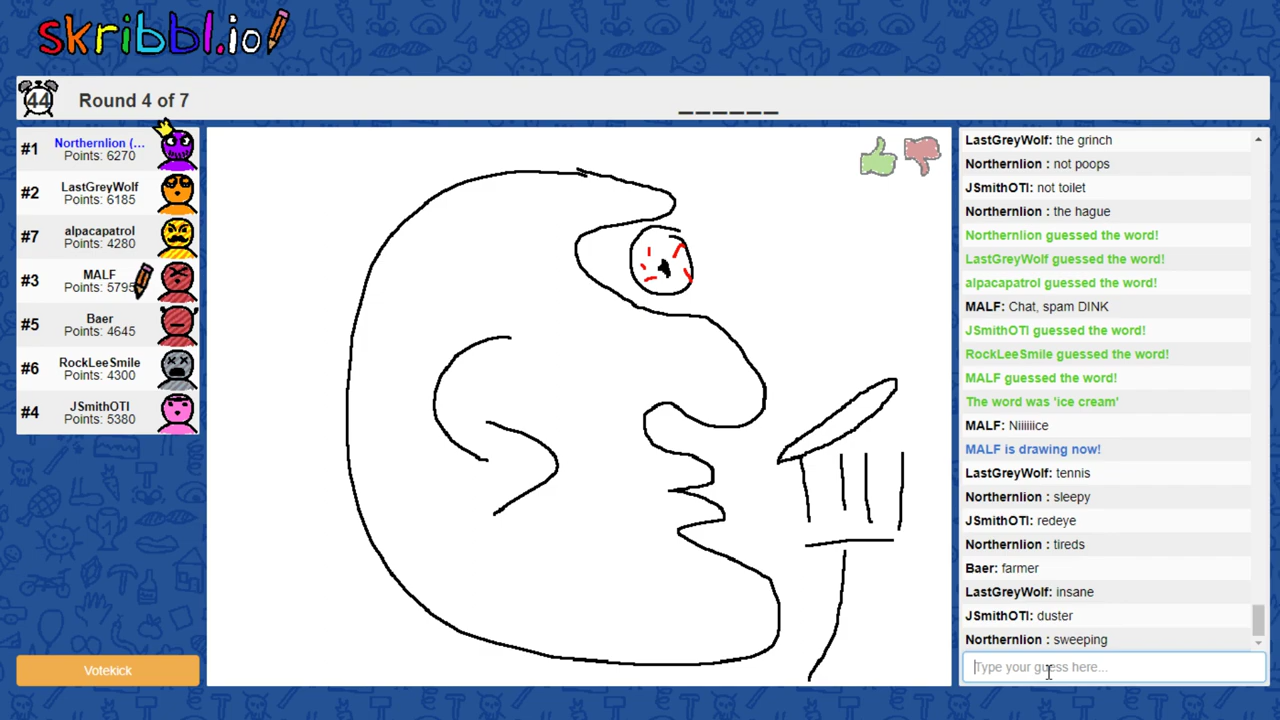 skribbl.io
44
Round 4 of 7
______
#1 Northernlion (...
Points: 6270
#2 LastGreyWolf
Points: 6185
#7 alpacapatrol
Points: 4280
#3 MALF
Points: 5795
#5 Baer
Points: 4645
#6 RockLeeSmile
Points: 4300
#4 JSmithOTI
Points: 5380
Votekick
LastGreyWolf: the grinch
Northernlion : not poops
JSmithOTI: not toilet
Northernlion : the hague
Northernlion guessed the word!
LastGreyWolf guessed the word!
alpacapatrol guessed the word!
MALF: Chat, spam DINK
JSmithOTI guessed the word!
RockLeeSmile guessed the word!
MALF guessed the word!
The word was 'ice cream'
MALF: Niiiiiice
MALF is drawing now!
LastGreyWolf: tennis
Northernlion : sleepy
JSmithOTI: redeye
Northernlion : tireds
Baer: farmer
LastGreyWolf: insane
JSmithOTI: duster
Northernlion : sweeping
Type your guess here...